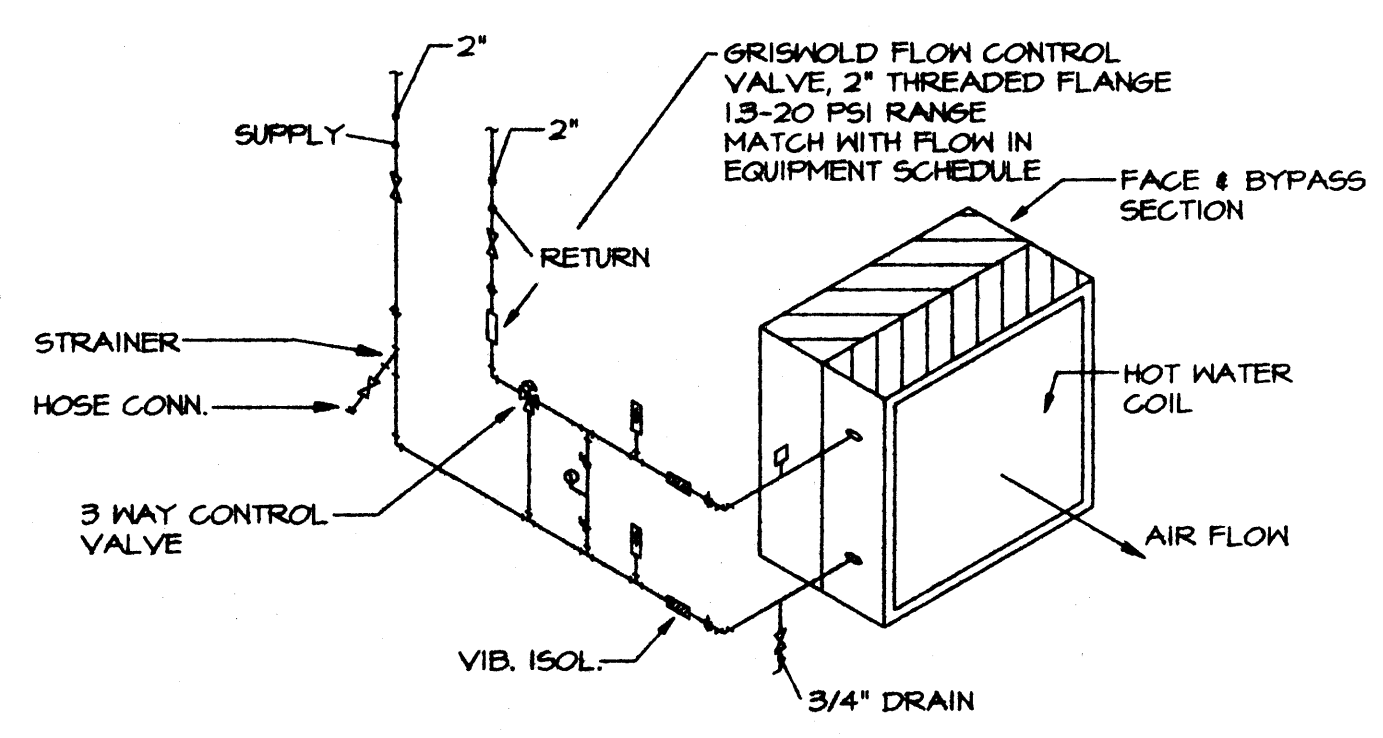 2"
GRISWOLD FLOW CONTROL
VALVE, 2" THREADED FLANGE
1.3-20 PSI RANGE
MATCH WITH FLOW IN
EQUIPMENT SCHEDULE
SUPPLY
2"
FACE & BYPASS
SECTION
RETURN
STRAINER
HOT WATER
COIL
HOSE CONN.
3 WAY CONTROL
VALVE
AIR FLOW
VIB. ISOL.
3/4" DRAIN